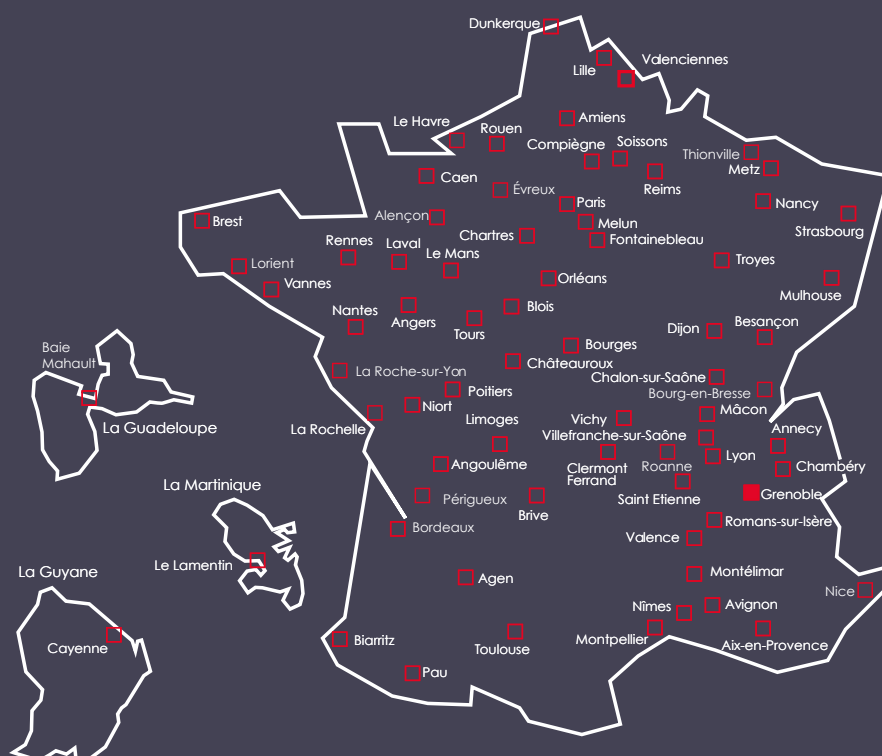 Dunkerque
Valenciennes
Lille
Le Havre
Amiens
Rouen
Compiègne
Soissons
Thionville
Metz
Caen
Évreux
Reims
Paris
Nancy
Alençon
Brest
Melun
Strasbourg
Chartres
Fontainebleau
Rennes
Laval
Le Mans
Troyes
Lorient
Vannes
Orléans
Mulhouse
Nantes
Angers
Tours
Blois
Dijon
Besançon
Bourges
Baie
Mahault
La Roche-sur-Yon
Châteauroux
Chalon-sur-Saône
Poitiers
Bourg-en-Bresse
Niort
Mâcon
La Guadeloupe
La Rochelle
Limoges
Vichy
Annecy
Villefranche-sur-Saône
Lyon
Angoulême
Clermont
Ferrand
Roanne
Chambéry
La Martinique
Périgueux
Brive
Saint Etienne
Grenoble
Bordeaux
Romans-sur-Isère
Valence
Le Lamentin
La Guyane
Agen
Montélimar
Nice
Nîmes
Avignon
Cayenne
Biarritz
Toulouse
Montpellier
Aix-en-Provence
Pau